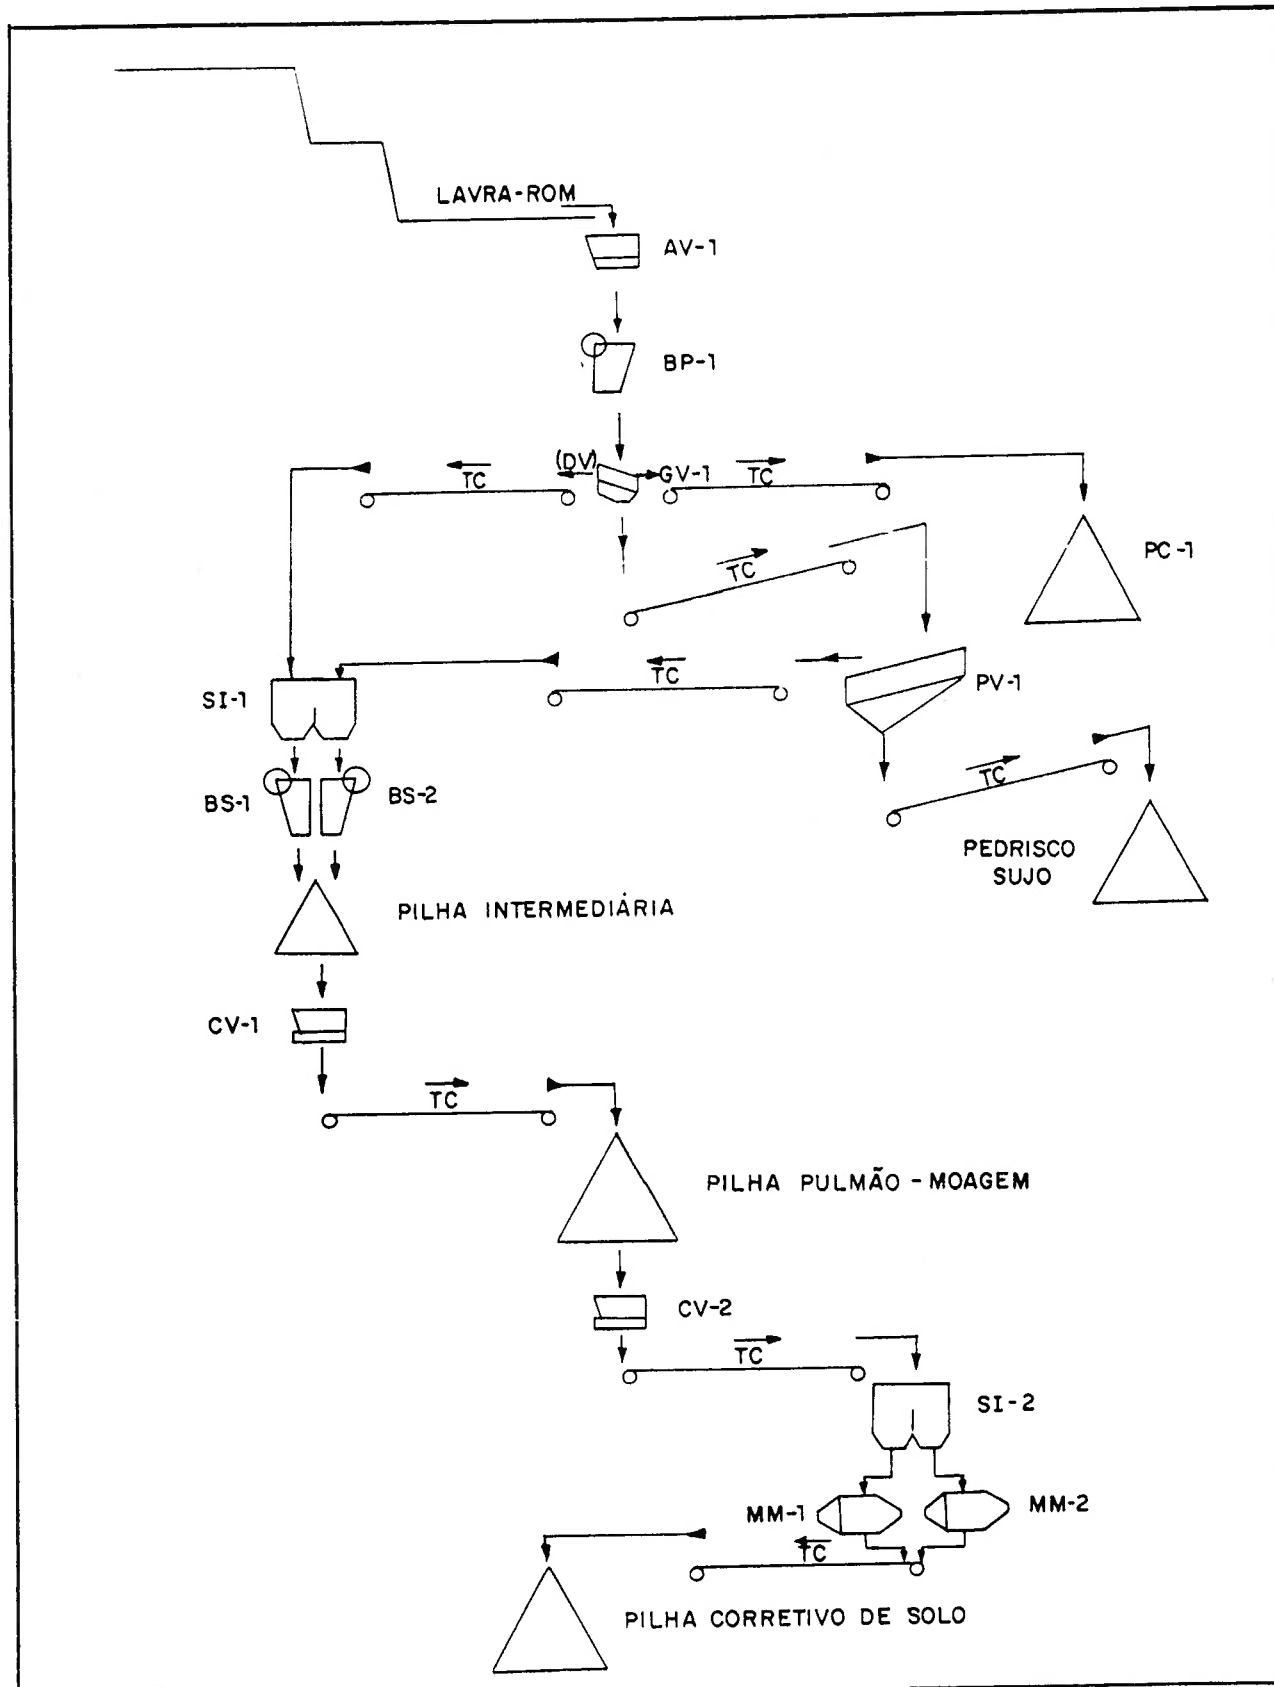 LAVRA-ROM
AV-1
BP-1
TC
(DV)
GV-1
TC
PC-1
TC
TC
PV-1
SI-1
TC
BS-1
BS-2
PEDRISCO
SUJO
PILHA INTERMEDIÁRIA
CV-1
TC
PILHA PULMÃO - MOAGEM
CV-2
TC
SI-2
MM-1
MM-2
TC
PILHA CORRETIVO DE SOLO